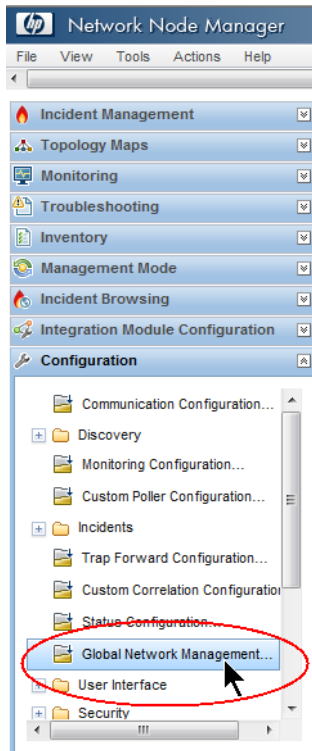 hp Network Node Manager
File View Tools Actions Help
Incident Management
Topology Maps
Monitoring
Troubleshooting
Inventory
Management Mode
Incident Browsing
Integration Module Configuration
Configuration
Communication Configuration...
Discovery
Monitoring Configuration...
Custom Poller Configuration...
Incidents
Trap Forward Configuration...
Custom Correlation Configuration
Status Configuration...
Global Network Management...
User Interface
Security